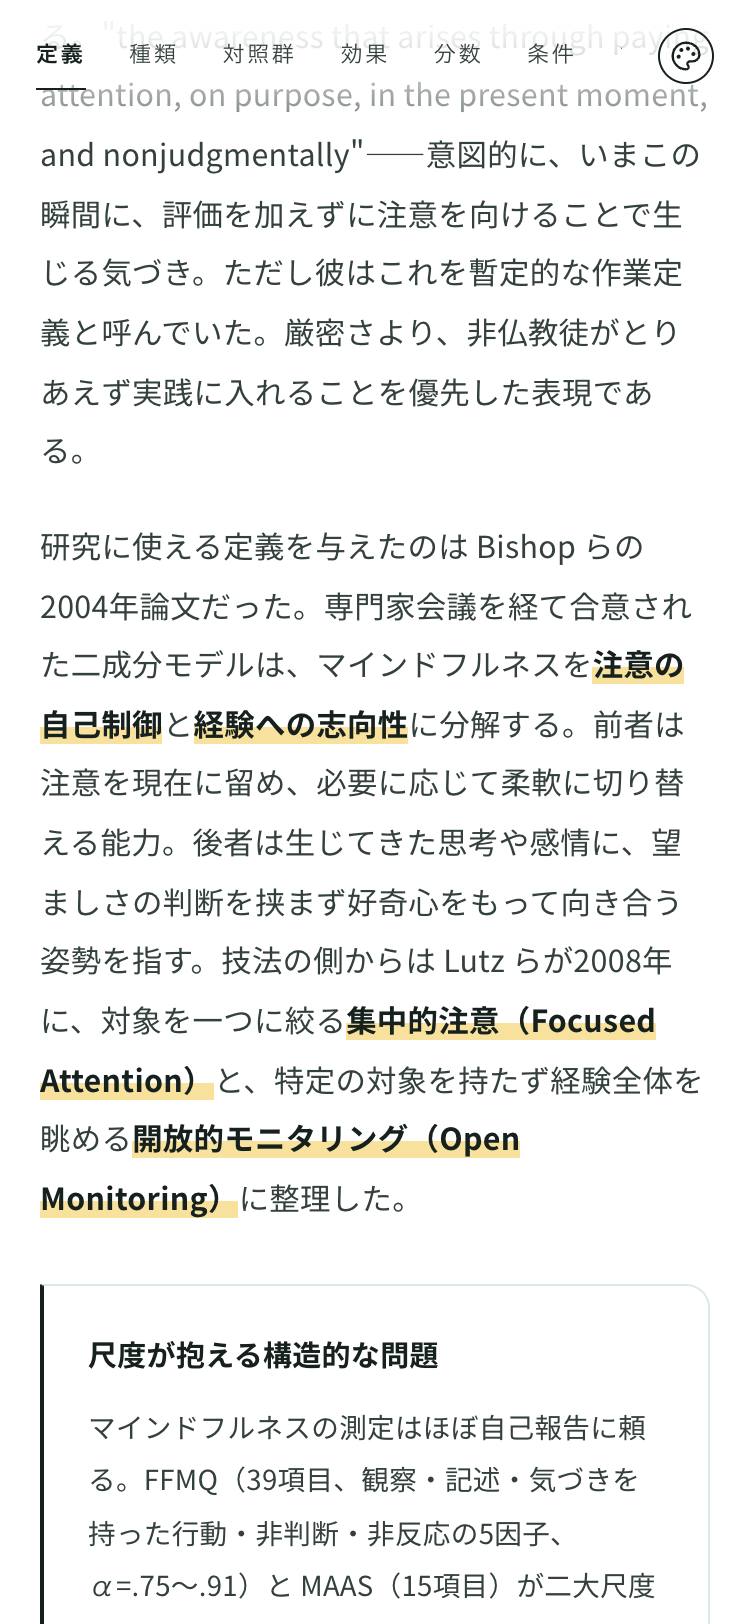 定義 種類 対照群 効果 分数 条件
る。"the awareness that arises through paying
attention, on purpose, in the present moment,
and nonjudgmentally"――意図的に、いまこの
瞬間に、評価を加えずに注意を向けることで生
じる気づき。ただし彼はこれを暫定的な作業定
義と呼んでいた。厳密さより、非仏教徒がとり
あえず実践に入れることを優先した表現であ
る。
研究に使える定義を与えたのは Bishop らの
2004年論文だった。専門家会議を経て合意され
た二成分モデルは、マインドフルネスを注意の
自己制御と経験への志向性に分解する。前者は
注意を現在に留め、必要に応じて柔軟に切り替
える能力。後者は生じてきた思考や感情に、望
ましさの判断を挟まず好奇心をもって向き合う
姿勢を指す。技法の側からは Lutz らが2008年
に、対象を一つに絞る集中的注意（Focused
Attention）と、特定の対象を持たず経験全体を
眺める開放的モニタリング（Open
Monitoring）に整理した。
尺度が抱える構造的な問題
マインドフルネスの測定はほぼ自己報告に頼
る。FFMQ（39項目、観察・記述・気づきを
持った行動・非判断・非反応の5因子、
α=.75〜.91）と MAAS（15項目）が二大尺度